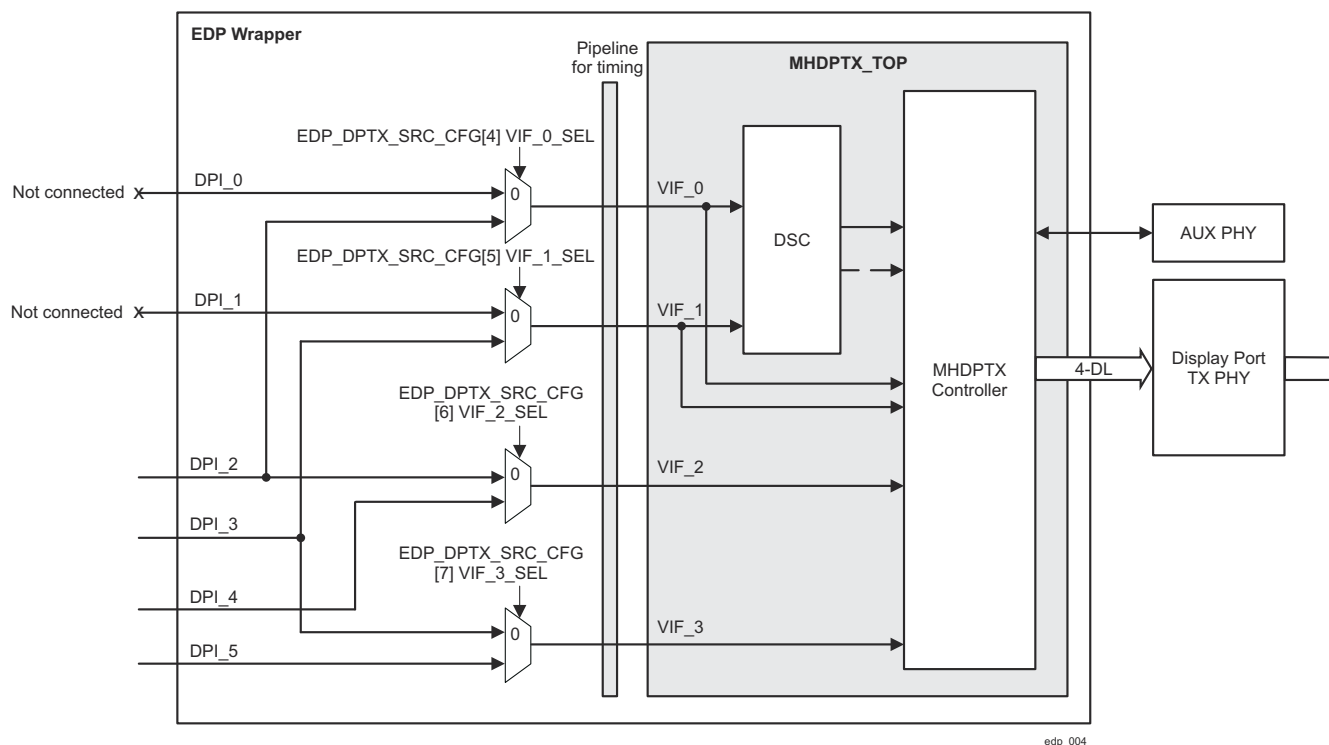 EDP Wrapper
Pipeline
for timing
MHDPTX_TOP
EDP_DPTX_SRC_CFG[4] VIF_0_SEL
Not connected X
DPI_0
0
VIF_0
DSC
AUX PHY
EDP_DPTX_SRC_CFG[5] VIF_1_SEL
Not connected X
DPI_1
0
VIF_1
MHDPTX
Controller
4-DL
Display Port
TX PHY
EDP_DPTX_SRC_CFG
[6] VIF_2_SEL
DPI_2
0
VIF_2
DPI_3
EDP_DPTX_SRC_CFG
[7] VIF_3_SEL
DPI_4
0
VIF_3
DPI_5
edp_004